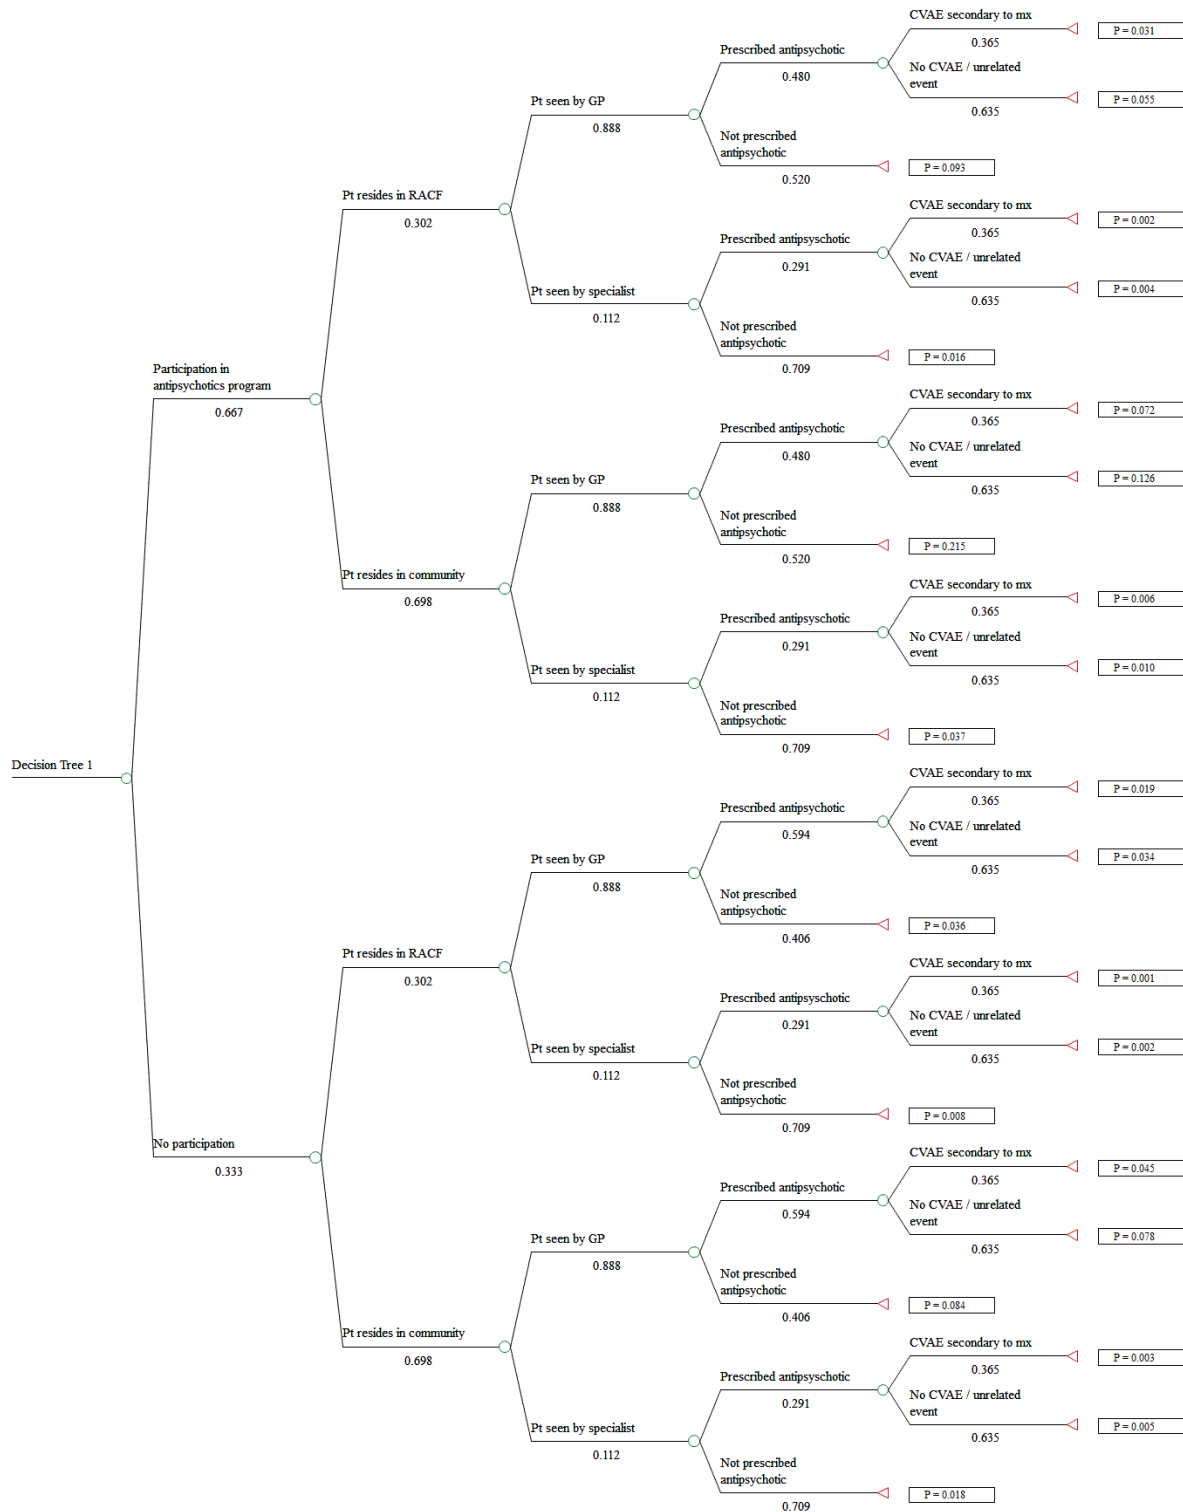 CVAE secondary to mx
0.365
P = 0.031
Prescribed antipsychotic
0.480
No CVAE / unrelated
event
0.635
P = 0.055
Pt seen by GP
0.888
Not prescribed
antipsychotic
0.520
P = 0.093
Pt resides in RACF
0.302
CVAE secondary to mx
0.365
P = 0.002
Prescribed antipsyschotic
0.291
No CVAE / unrelated
event
0.635
P = 0.004
Pt seen by specialist
0.112
Not prescribed
antipsychotic
0.709
P = 0.016
Participation in
antipsychotics program
0.667
CVAE secondary to mx
0.365
P = 0.072
Prescribed antipsychotic
0.480
No CVAE / unrelated
event
0.635
P = 0.126
Pt seen by GP
0.888
Not prescribed
antipsychotic
0.520
P = 0.215
Pt resides in community
0.698
CVAE secondary to mx
0.365
P = 0.006
Prescribed antipsyschotic
0.291
No CVAE / unrelated
event
0.635
P = 0.010
Pt seen by specialist
0.112
Not prescribed
antipsychotic
0.709
P = 0.037
Decision Tree 1
CVAE secondary to mx
0.365
P = 0.019
Prescribed antipsychotic
0.594
No CVAE / unrelated
event
0.635
P = 0.034
Pt seen by GP
0.888
Not prescribed
antipsychotic
0.406
P = 0.036
Pt resides in RACF
0.302
CVAE secondary to mx
0.365
P = 0.001
Prescribed antipsyschotic
0.291
No CVAE / unrelated
event
0.635
P = 0.002
Pt seen by specialist
0.112
Not prescribed
antipsychotic
0.709
P = 0.008
No participation
0.333
CVAE secondary to mx
0.365
P = 0.045
Prescribed antipsychotic
0.594
No CVAE / unrelated
event
0.635
P = 0.078
Pt seen by GP
0.888
Not prescribed
antipsychotic
0.406
P = 0.084
Pt resides in community
0.698
CVAE secondary to mx
0.365
P = 0.003
Prescribed antipsyschotic
0.291
No CVAE / unrelated
event
0.635
P = 0.005
Pt seen by specialist
0.112
Not prescribed
antipsychotic
0.709
P = 0.018